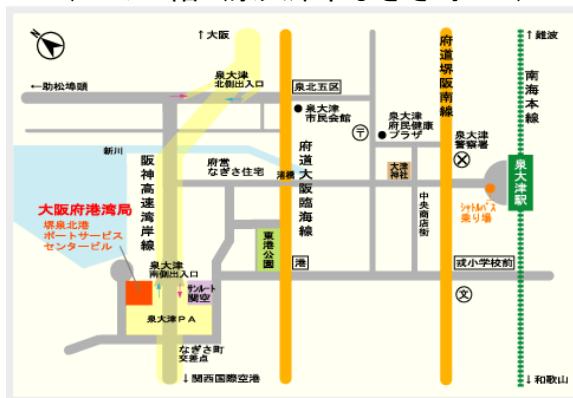 ↑大阪
府道堺阪南線
↑難波
←助松埠頭
泉大津
北側出入口
泉北五区
南海本線
泉大津
市民会館
泉大津
府民健康
プラザ
泉大津
警察署
新川
阪神高速湾岸線
府営
なぎさ住宅
渚橋
府道大阪臨海線
大津
神社
中央商店街
泉大津駅
シャトルバス
乗り場
大阪府港湾局
堺泉北港
ポートサービス
センタービル
東港公園
港
戎小学校前
泉大津
南側出入口
サンルート
関空
文
泉大津PA
なぎさ町
交差点
↓関西国際空港
↓和歌山